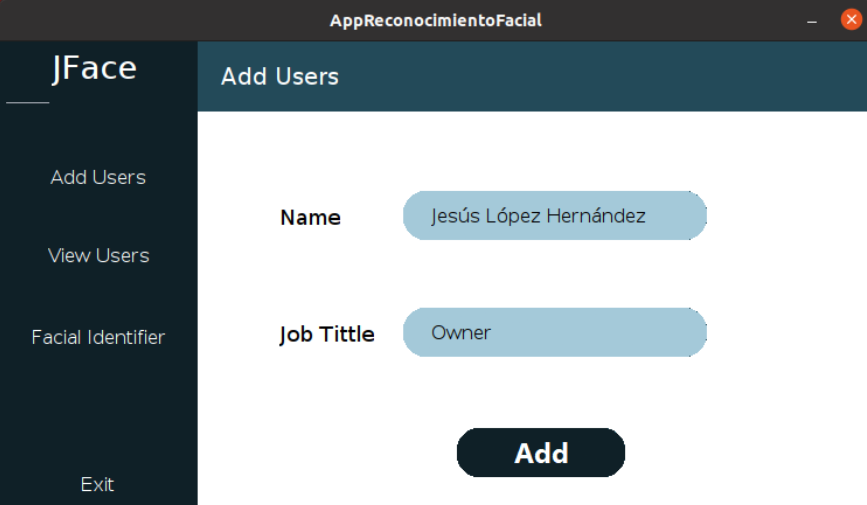 AppReconocimientoFacial
JFace
Add Users
Add Users
View Users
Facial Identifier
Exit
Name
Jesús López Hernández
Job Tittle
Owner
Add